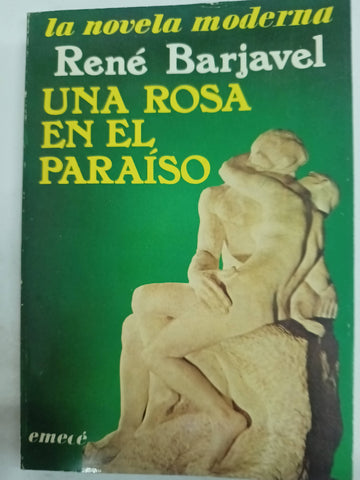 la novela moderna
René Barjavel
UNA ROSA
EN EL
PARAÍSO
emecé